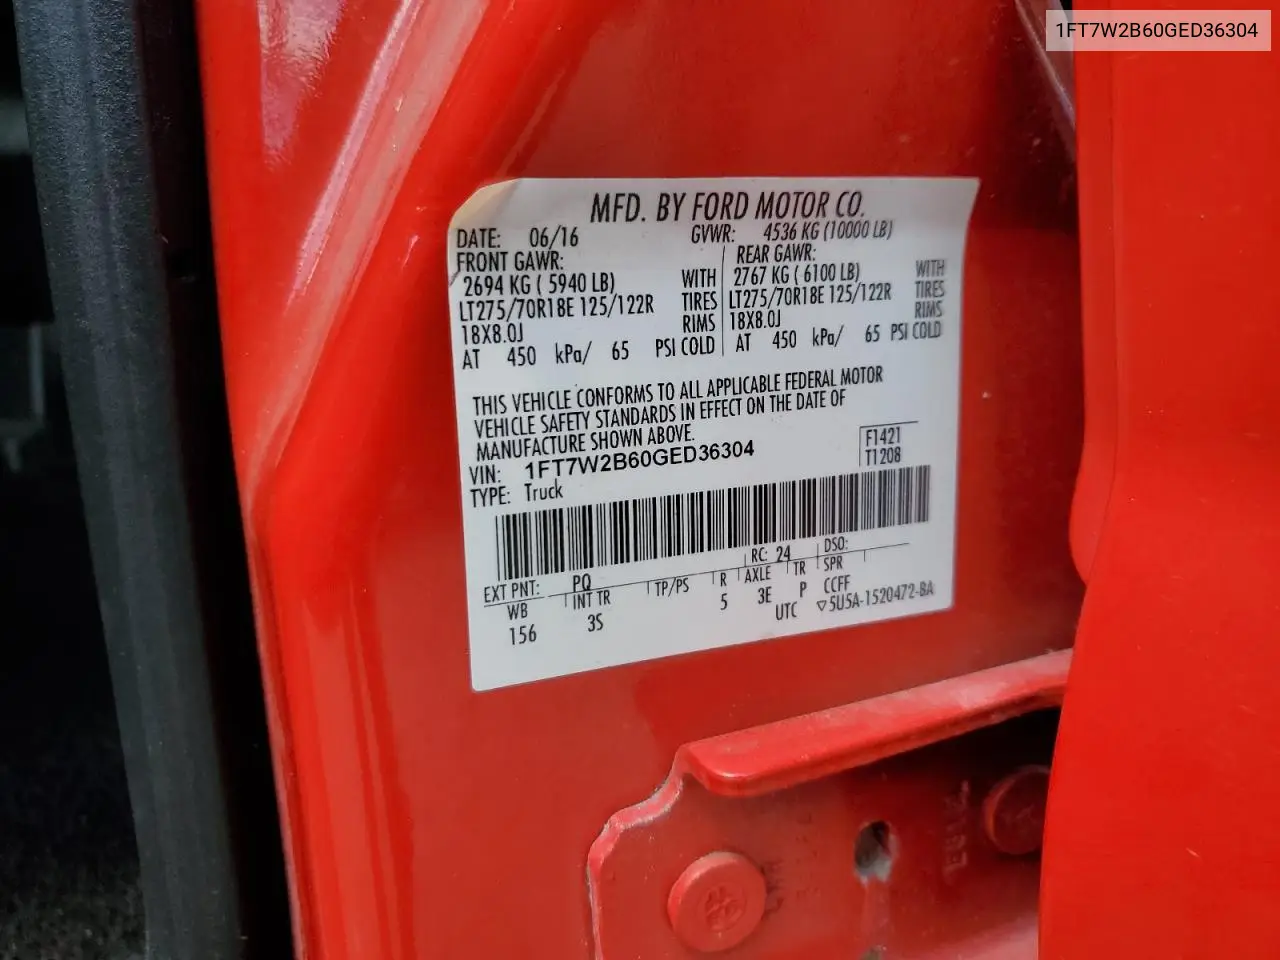 1FT7W2B60GED36304
MFD. BY FORD MOTOR CO.
DATE: 06/16 GVWR: 4536 KG (10000 LB)
FRONT GAWR: REAR GAWR:
2694 KG ( 5940 LB) WITH 2767 KG ( 6100 LB) WITH
LT275/70R18E 125/122R TIRES LT275/70R18E 125/122R TIRES
18X8.0J RIMS 18X8.0J RIMS
AT 450 kPa/ 65 PSI COLD AT 450 kPa/ 65 PSI COLD
THIS VEHICLE CONFORMS TO ALL APPLICABLE FEDERAL MOTOR
VEHICLE SAFETY STANDARDS IN EFFECT ON THE DATE OF
MANUFACTURE SHOWN ABOVE.
VIN: 1FT7W2B60GED36304 F1421
TYPE: Truck T1208
EXT PNT: PQ RC: 24 DSO:
WB INT TR TP/PS R AXLE TR SPR
156 3S 5 3E P CCFF
UTC ▽5U5A-1520472-BA